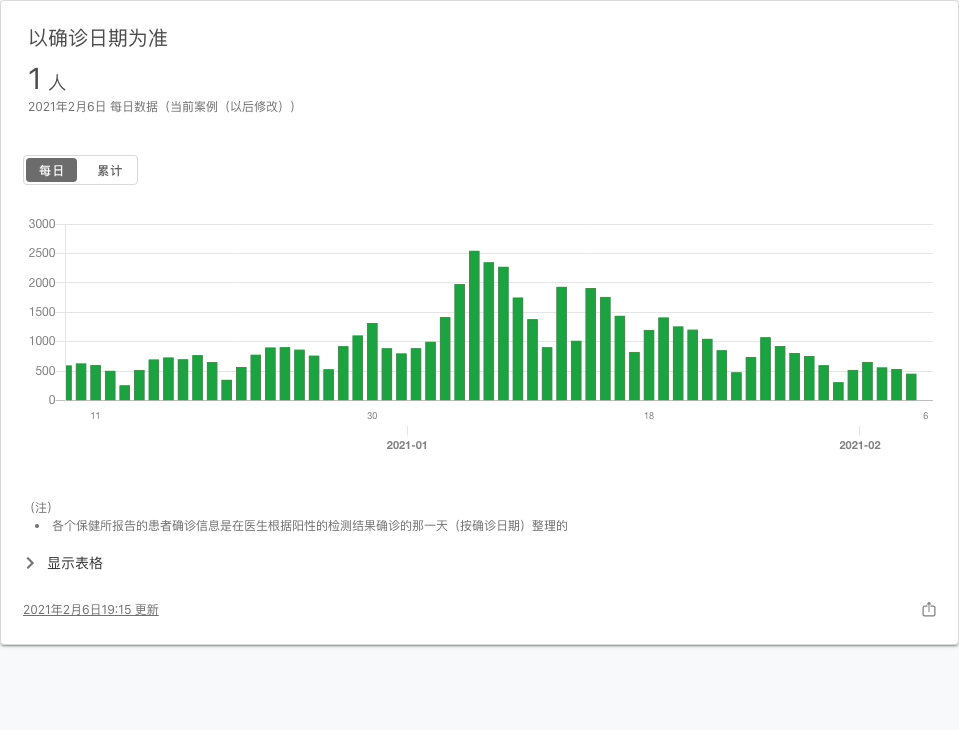 以确诊日期为准
1 人
2021年2月6日 每日数据（当前案例（以后修改））
每日 累计
3000
2500
2000
1500
1000
500
0
11 30 18 6
2021-01 2021-02
（注）
• 各个保健所报告的患者确诊信息是在医生根据阳性的检测结果确诊的那一天（按确诊日期）整理的
显示表格
2021年2月6日19:15 更新